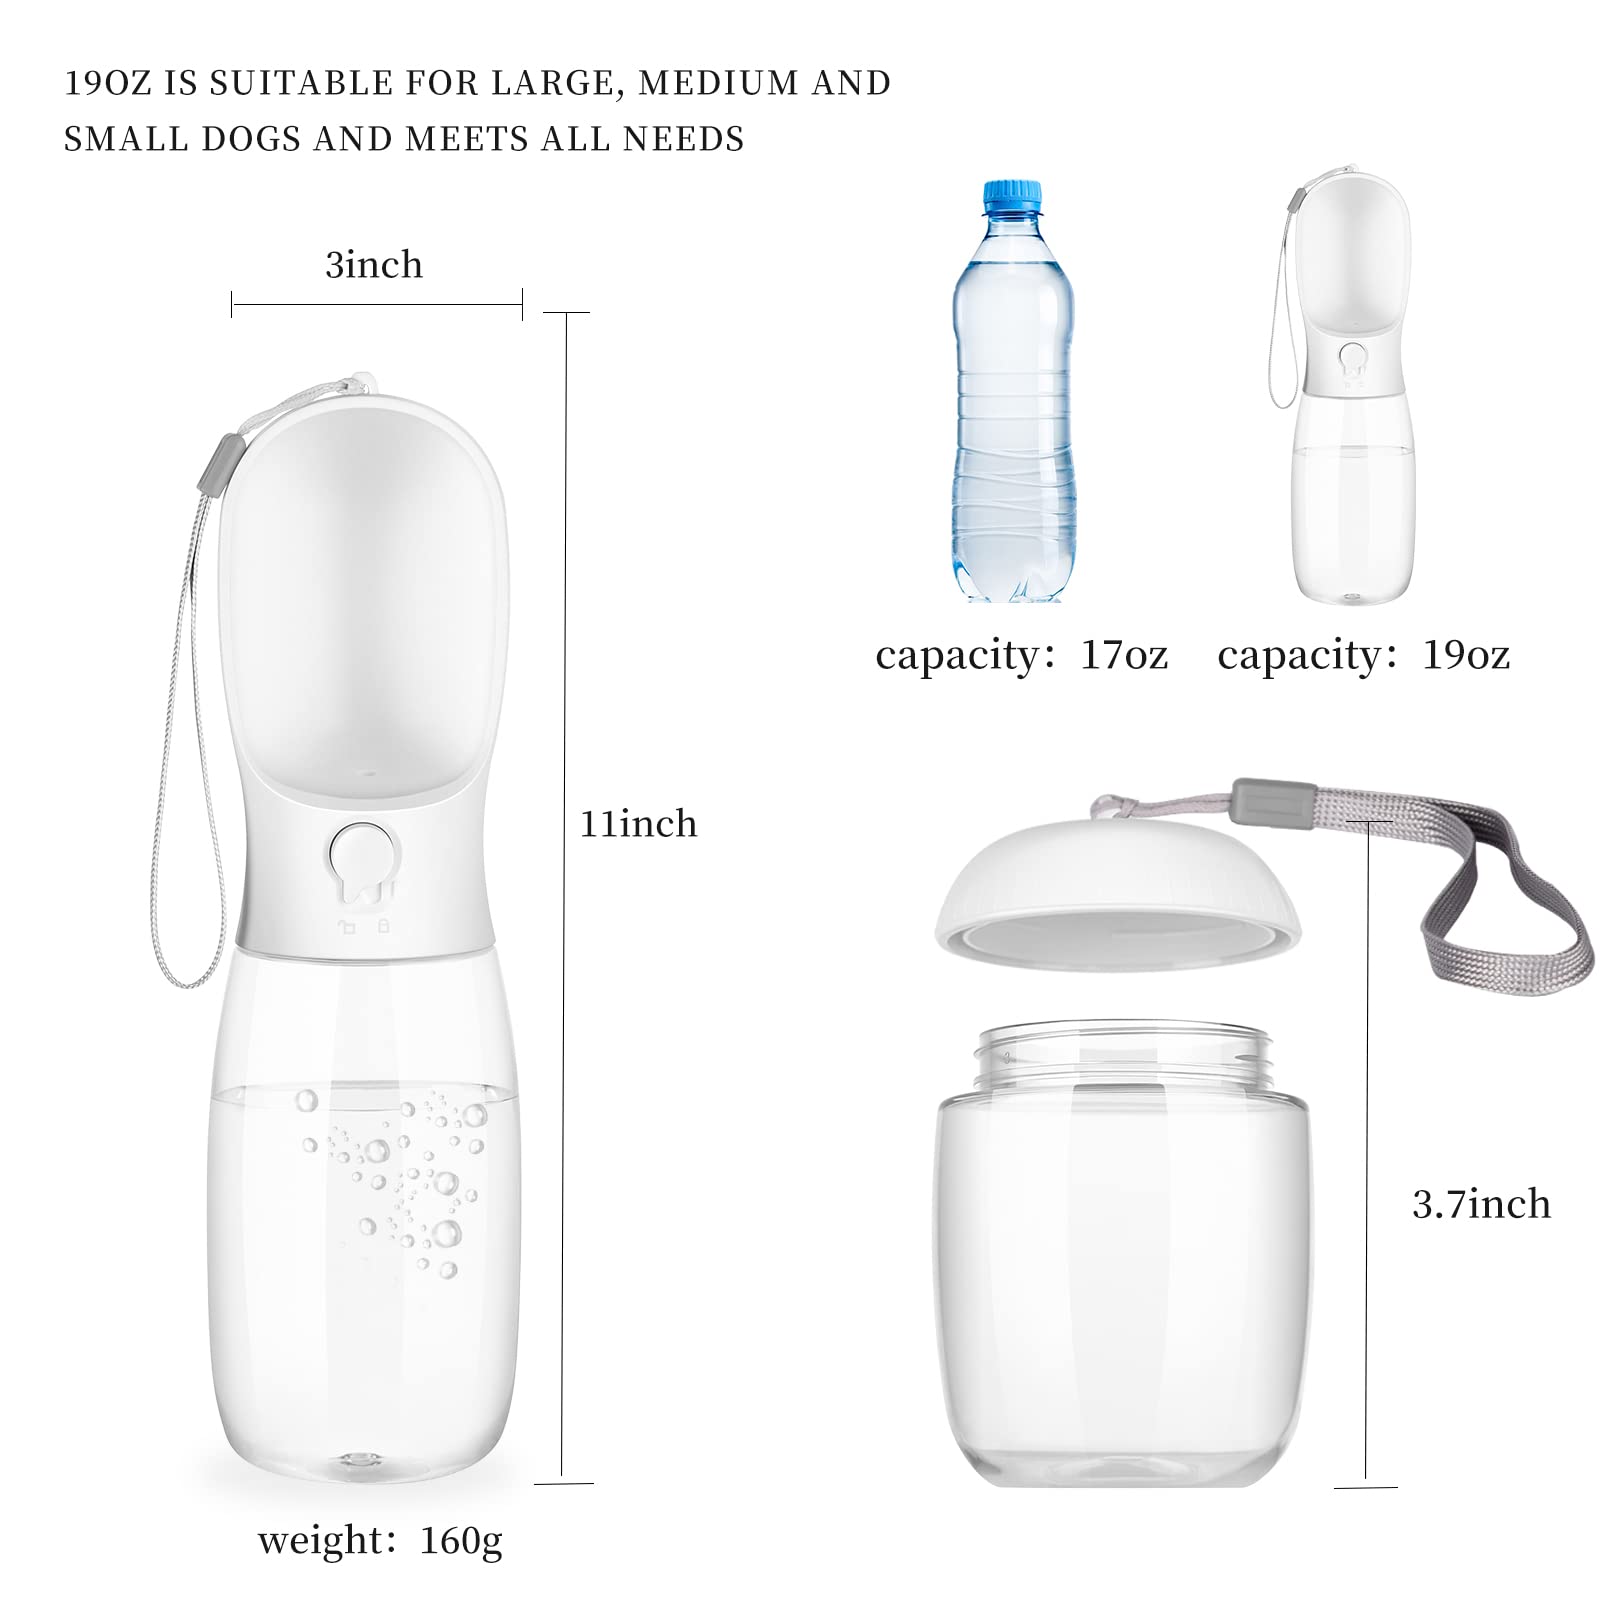 19OZ IS SUITABLE FOR LARGE, MEDIUM AND
SMALL DOGS AND MEETS ALL NEEDS
3inch
11inch
weight: 160g
capacity: 17oz
capacity: 19oz
3.7inch